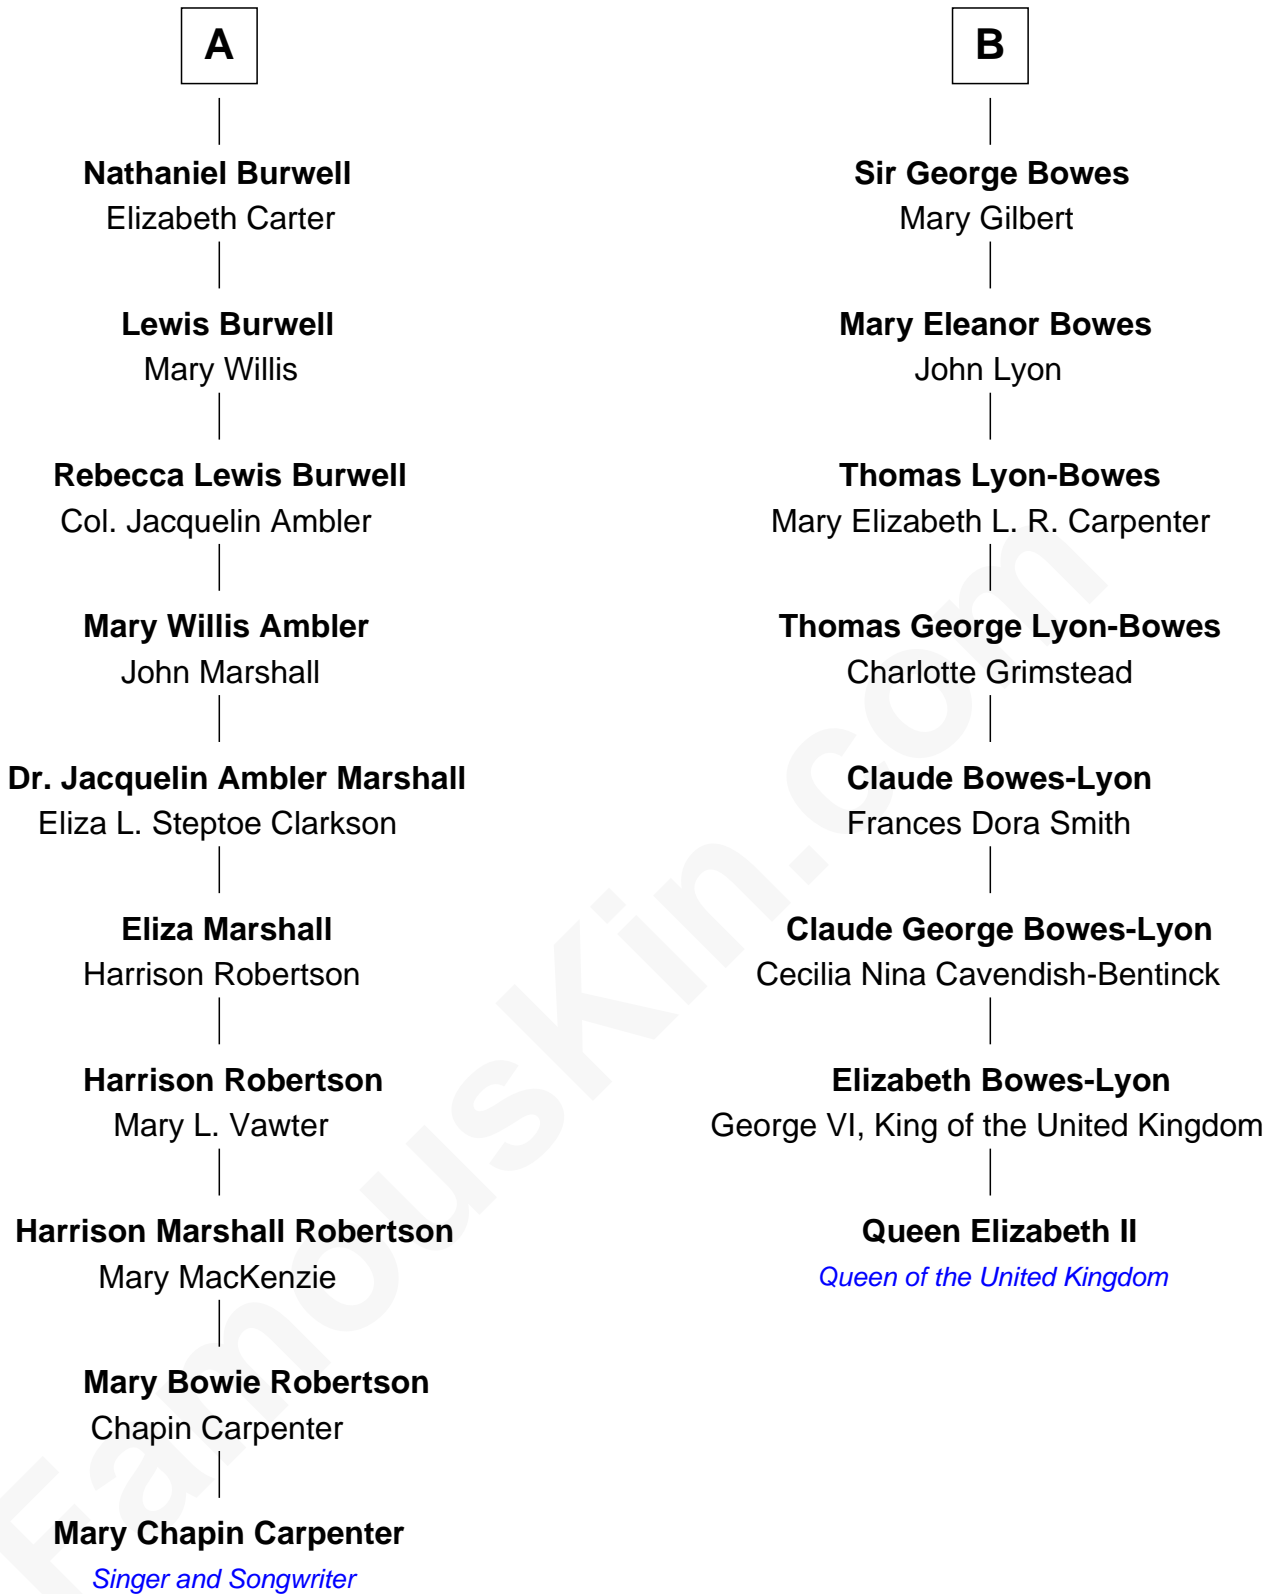 A
Nathaniel Burwell
Elizabeth Carter
Lewis Burwell
Mary Willis
Rebecca Lewis Burwell
Col. Jacquelin Ambler
Mary Willis Ambler
John Marshall
Dr. Jacquelin Ambler Marshall
Eliza L. Steptoe Clarkson
Eliza Marshall
Harrison Robertson
Harrison Robertson
Mary L. Vawter
Harrison Marshall Robertson
Mary MacKenzie
Mary Bowie Robertson
Chapin Carpenter
Mary Chapin Carpenter
Singer and Songwriter
B
Sir George Bowes
Mary Gilbert
Mary Eleanor Bowes
John Lyon
Thomas Lyon-Bowes
Mary Elizabeth L. R. Carpenter
Thomas George Lyon-Bowes
Charlotte Grimstead
Claude Bowes-Lyon
Frances Dora Smith
Claude George Bowes-Lyon
Cecilia Nina Cavendish-Bentinck
Elizabeth Bowes-Lyon
George VI, King of the United Kingdom
Queen Elizabeth II
Queen of the United Kingdom
FamousKin.com